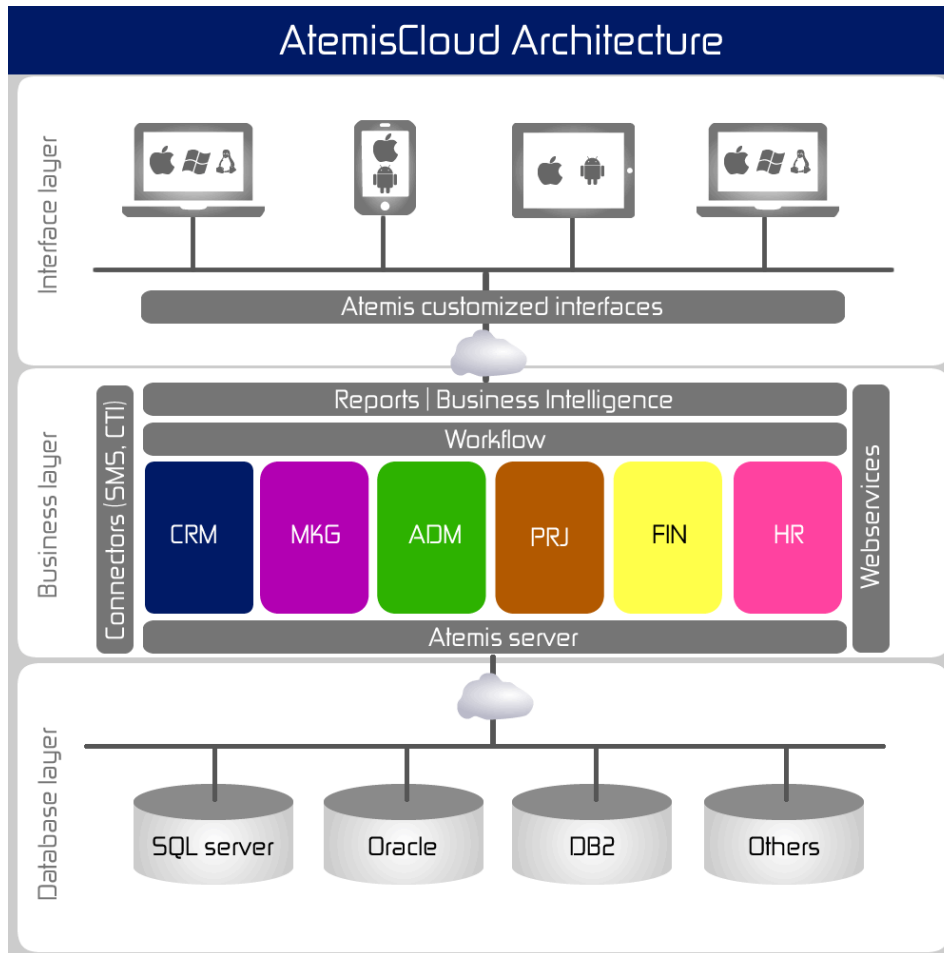 AtemisCloud Architecture
Interface layer
Atemis customized interfaces
Business layer
Connectors (SMS, CTI)
Reports | Business Intelligence
Workflow
CRM
MKG
ADM
PRJ
FIN
HR
Webservices
Atemis server
Database layer
SQL server
Oracle
DB2
Others